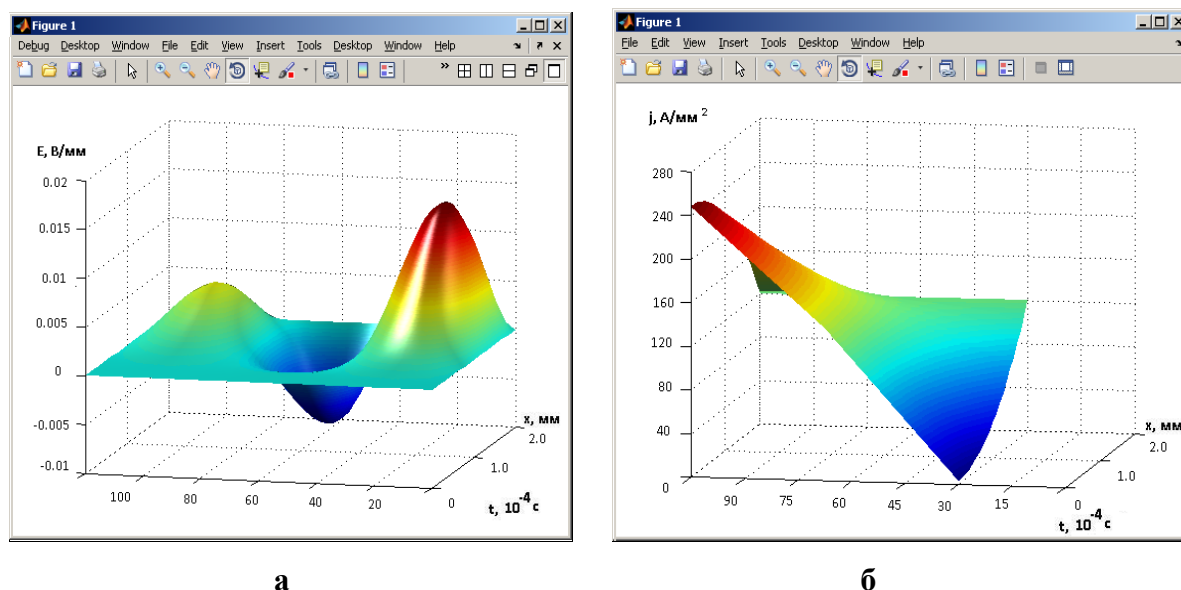 Figure 1
Debug Desktop Window File Edit View Insert Tools Desktop Window Help
E, В/мм
0.02
0.015
0.01
0.005
0
-0.005
-0.01
100 80 60 40 20 0
t, 10-4 с
x, мм
2.0
1.0
а
Figure 1
File Edit View Insert Tools Desktop Window Help
j, А/мм 2
280
240
200
160
120
80
40
0
90 75 60 45 30 15 0
t, 10-4 с
x, мм
2.0
1.0
б